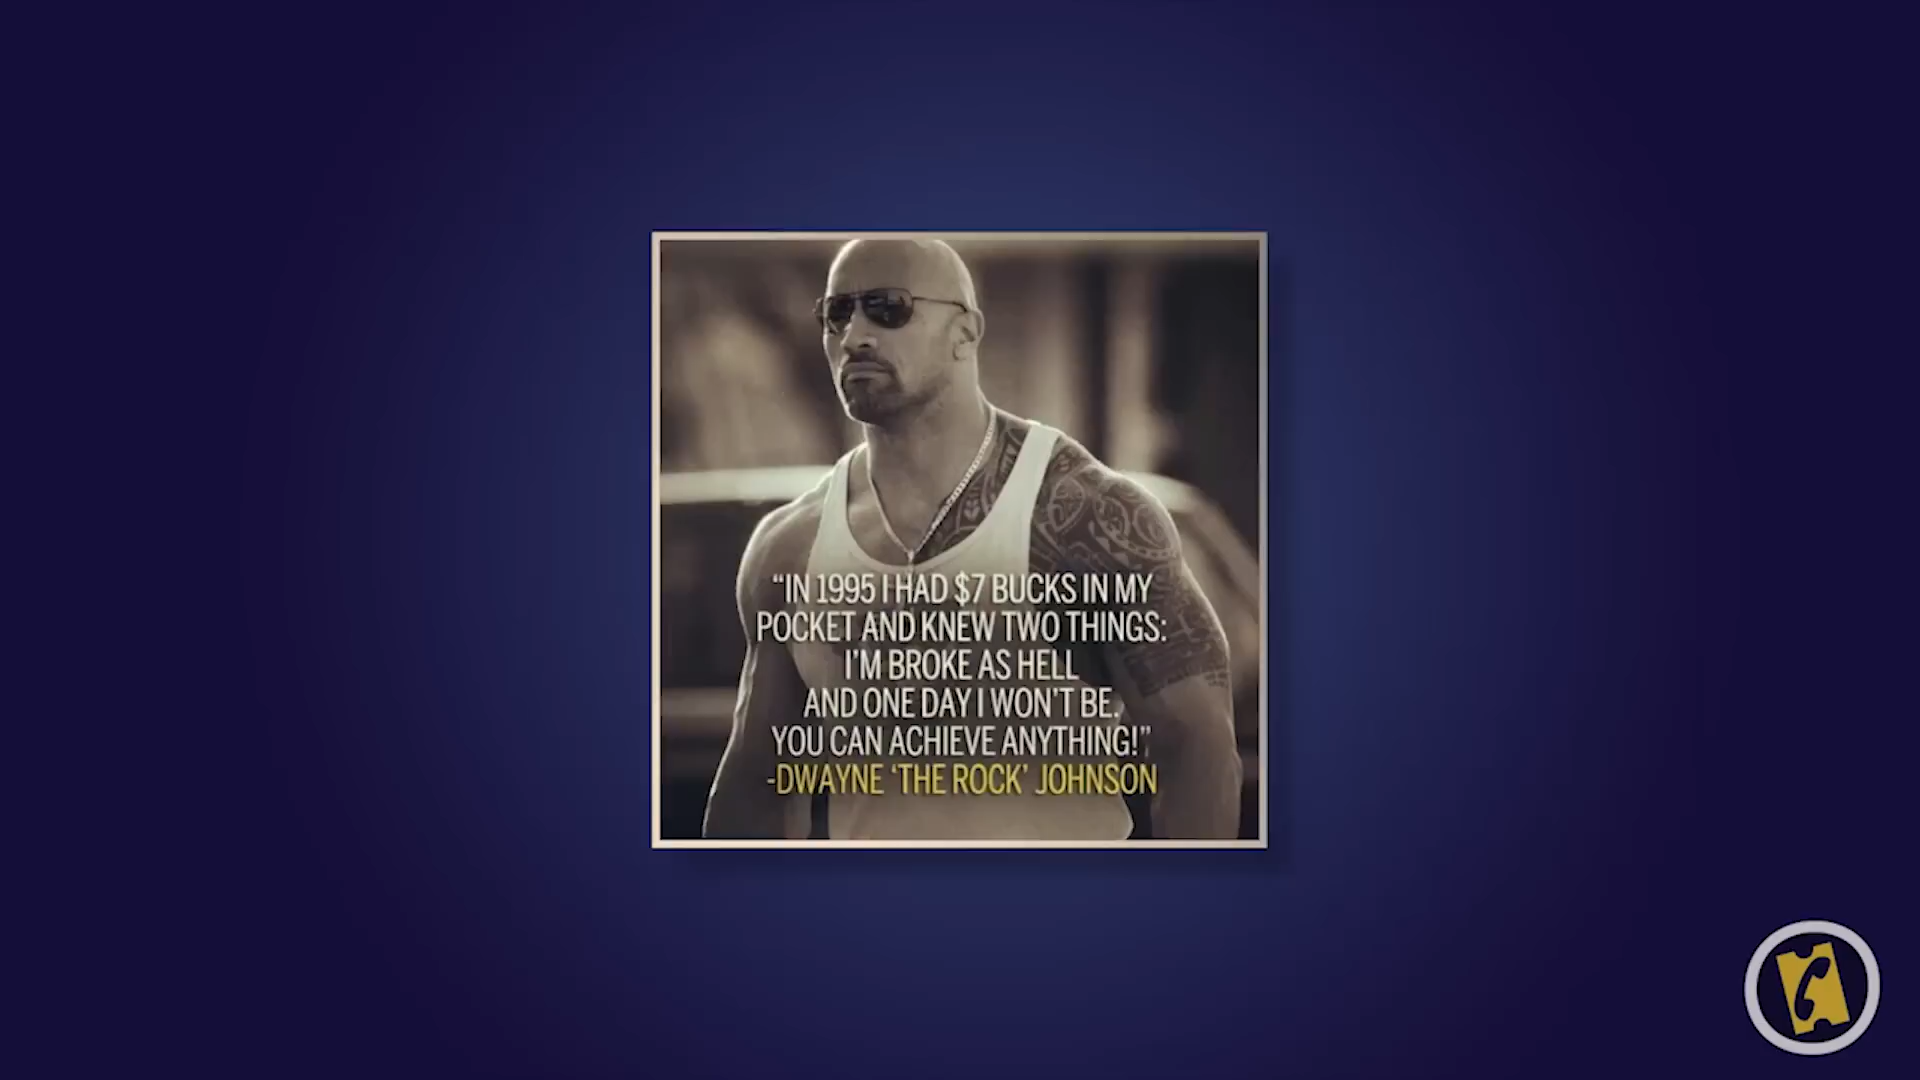 “IN 1995 I HAD $7 BUCKS IN MY
POCKET AND KNEW TWO THINGS:
I'M BROKE AS HELL
AND ONE DAY I WON'T BE.
YOU CAN ACHIEVE ANYTHING!”
-DWAYNE ‘THE ROCK’ JOHNSON